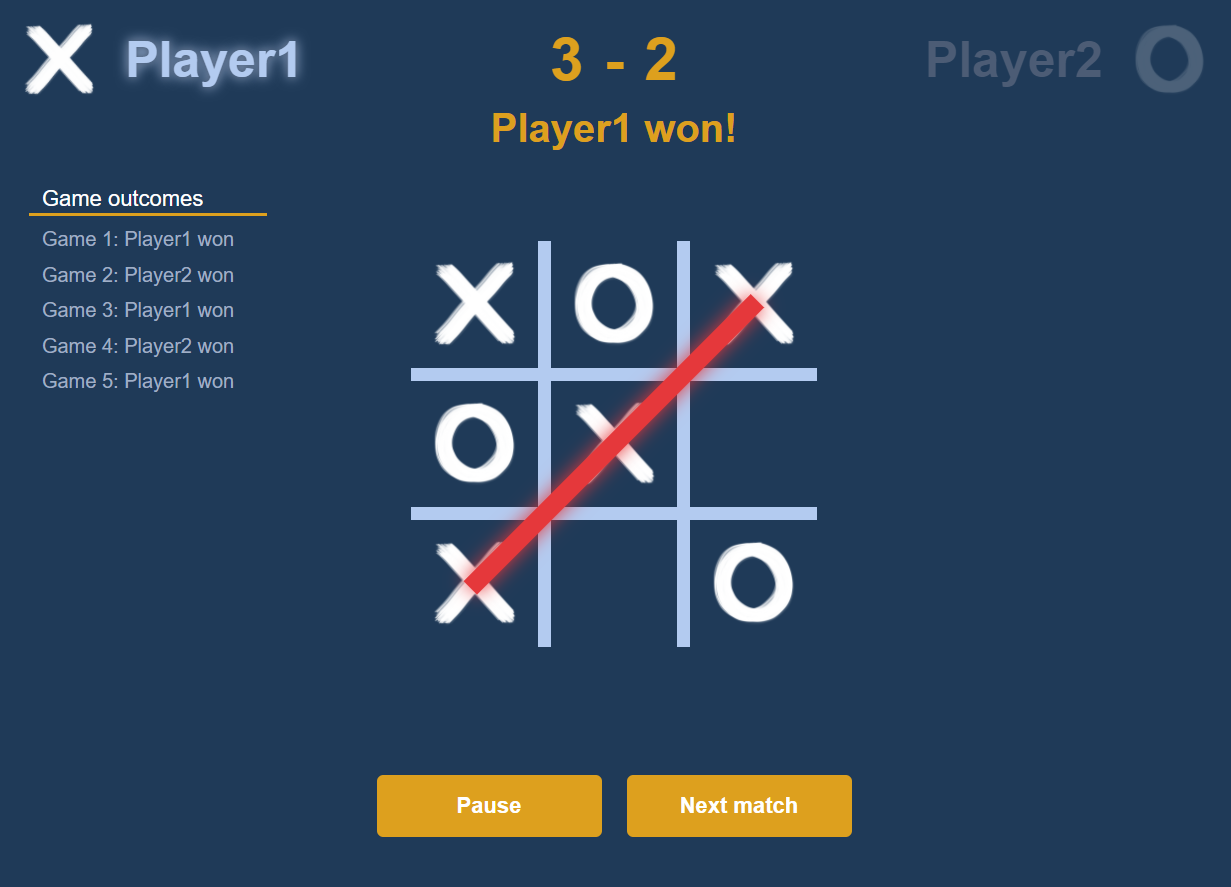 Player1
3 - 2
Player2
Player1 won!
Game outcomes
Game 1: Player1 won
Game 2: Player2 won
Game 3: Player1 won
Game 4: Player2 won
Game 5: Player1 won
X O X
O X
X O
Pause
Next match